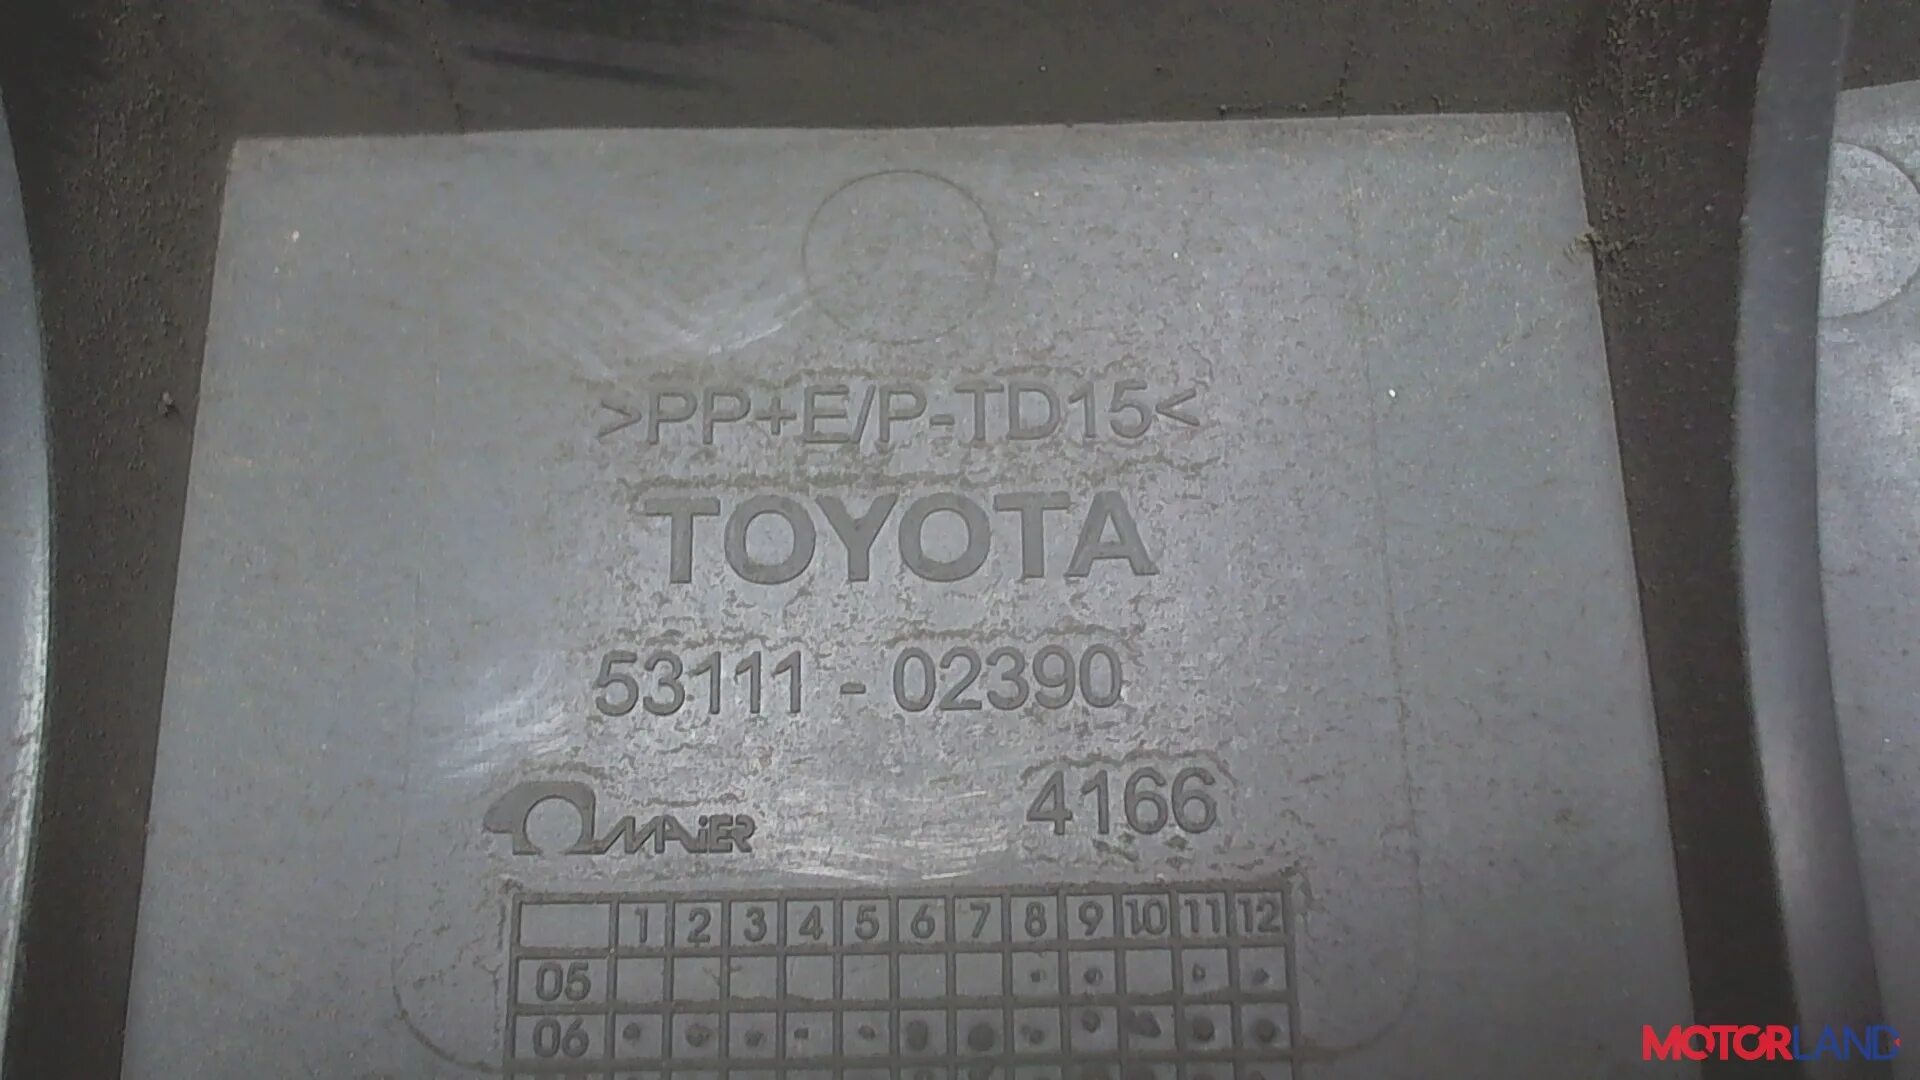 >PP+E/P-TD15<
TOYOTA
53111 - 02390
MAIER 4166
1 2 3 4 5 6 7 8 9 10 11 12
05
06
MOTORLAND